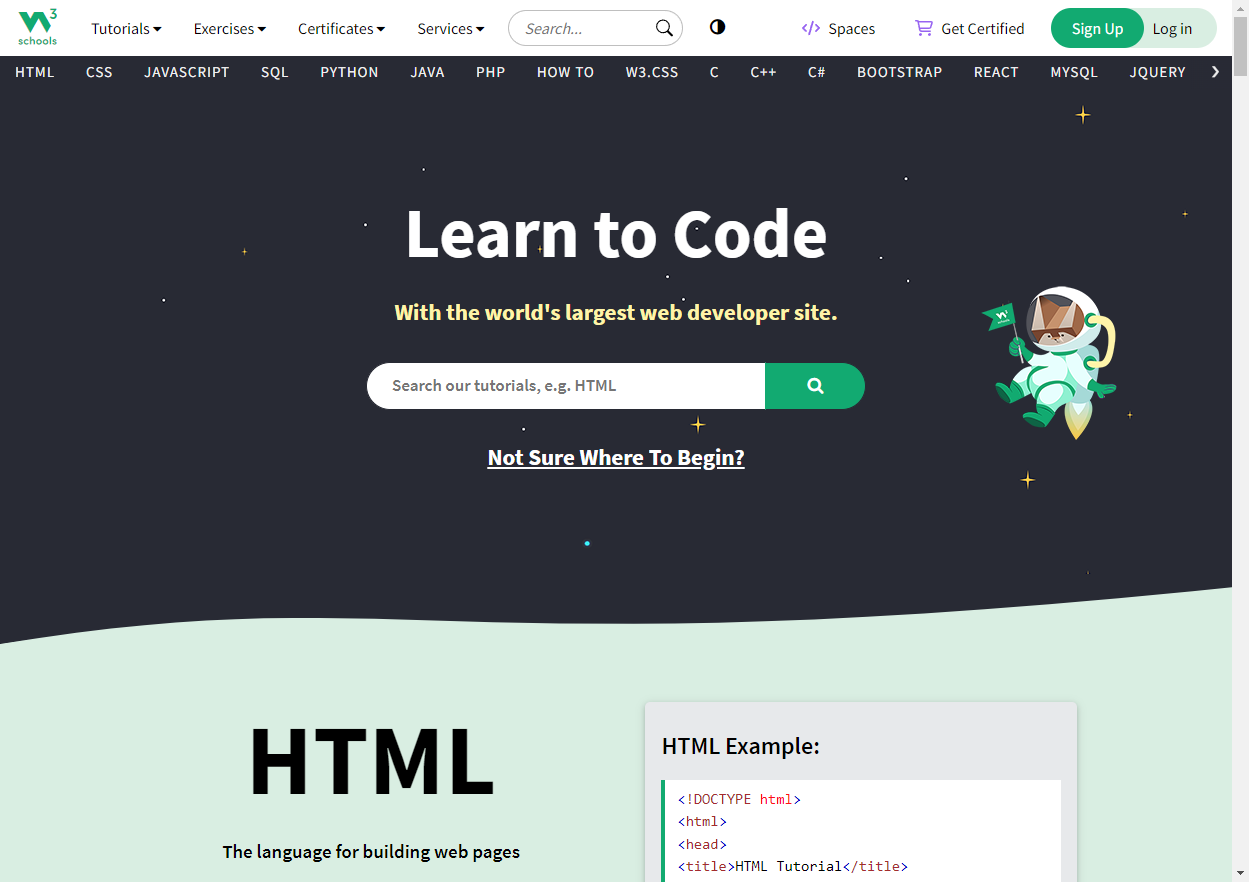 W3 schools Tutorials Exercises Certificates Services Search... Spaces Get Certified Sign Up Log in
HTML CSS JAVASCRIPT SQL PYTHON JAVA PHP HOW TO W3.CSS C C++ C# BOOTSTRAP REACT MYSQL JQUERY
Learn to Code
With the world's largest web developer site.
Search our tutorials, e.g. HTML
Not Sure Where To Begin?
HTML
The language for building web pages
HTML Example:
<!DOCTYPE html>
<html>
<head>
<title>HTML Tutorial</title>